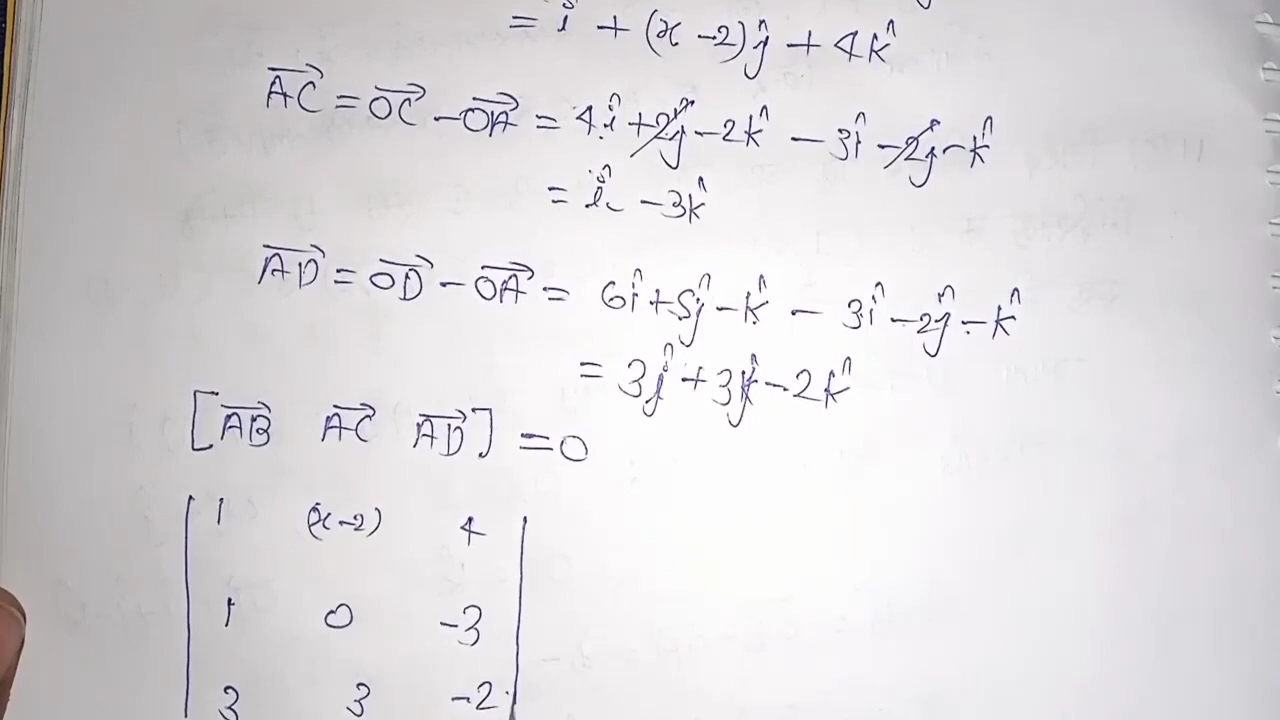 = î + (x -2)ĵ + 4k̂
→AC = →OC - →OA = 4î + 2ĵ - 2k̂ - 3î - 2ĵ - k̂
= î - 3k̂
→AD = →OD - →OA = 6î + 5ĵ - k̂ - 3î - 2ĵ - k̂
= 3ĵ + 3ĵ - 2k̂
[→AB →AC →AD] = 0
| 1 (x-2) 4 |
| 1 0 -3 |
| 3 3 -2 |